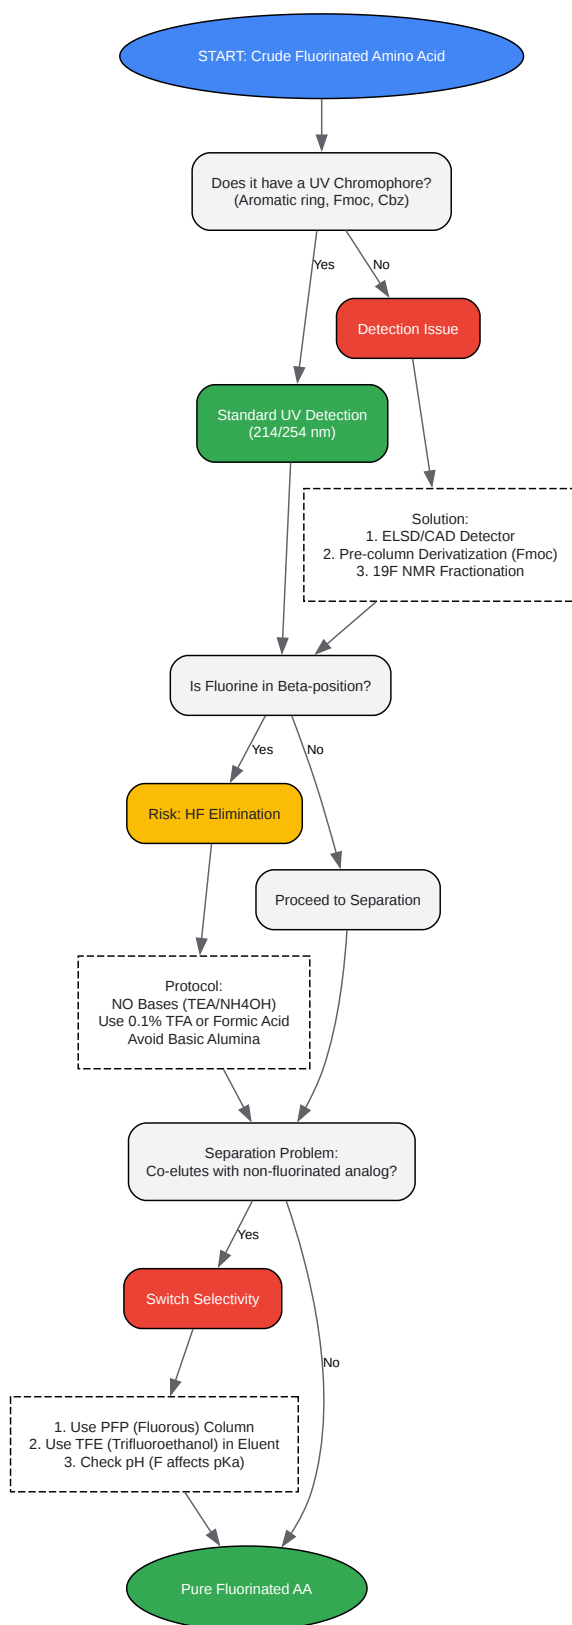 START: Crude Fluorinated Amino Acid
Does it have a UV Chromophore?
(Aromatic ring, Fmoc, Cbz)
Yes
No
Detection Issue
Standard UV Detection
(214/254 nm)
Solution:
1. ELSD/CAD Detector
2. Pre-column Derivatization (Fmoc)
3. 19F NMR Fractionation
Is Fluorine in Beta-position?
Yes
No
Risk: HF Elimination
Proceed to Separation
Protocol:
NO Bases (TEA/NH4OH)
Use 0.1% TFA or Formic Acid
Avoid Basic Alumina
Separation Problem:
Co-elutes with non-fluorinated analog?
Yes
Switch Selectivity
No
1. Use PFP (Fluorous) Column
2. Use TFE (Trifluoroethanol) in Eluent
3. Check pH (F affects pKa)
Pure Fluorinated AA